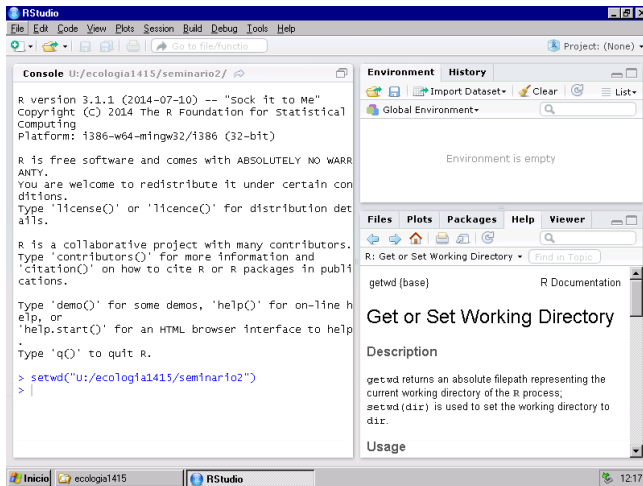 RStudio
File Edit Code View Plots Session Build Debug Tools Help
Go to file/functio
Project: (None)
Console U:/ecologia1415/seminario2/
R version 3.1.1 (2014-07-10) -- "Sock it to Me"
Copyright (C) 2014 The R Foundation for Statistical
Computing
Platform: i386-w64-mingw32/i386 (32-bit)
R is free software and comes with ABSOLUTELY NO WARR
ANTY.
You are welcome to redistribute it under certain con
ditions.
Type 'license()' or 'licence()' for distribution det
ails.
R is a collaborative project with many contributors.
Type 'contributors()' for more information and
'citation()' on how to cite R or R packages in publi
cations.
Type 'demo()' for some demos, 'help()' for on-line h
elp, or
'help.start()' for an HTML browser interface to help
.
Type 'q()' to quit R.
> setwd("U:/ecologia1415/seminario2")
>
Environment History
Import Dataset Clear List
Global Environment
Environment is empty
Files Plots Packages Help Viewer
R: Get or Set Working Directory Find in Topic
getwd {base} R Documentation
Get or Set Working Directory
Description
getwd returns an absolute filepath representing the
current working directory of the R process;
setwd(dir) is used to set the working directory to
dir.
Usage
Inicio ecologia1415 RStudio 12:17